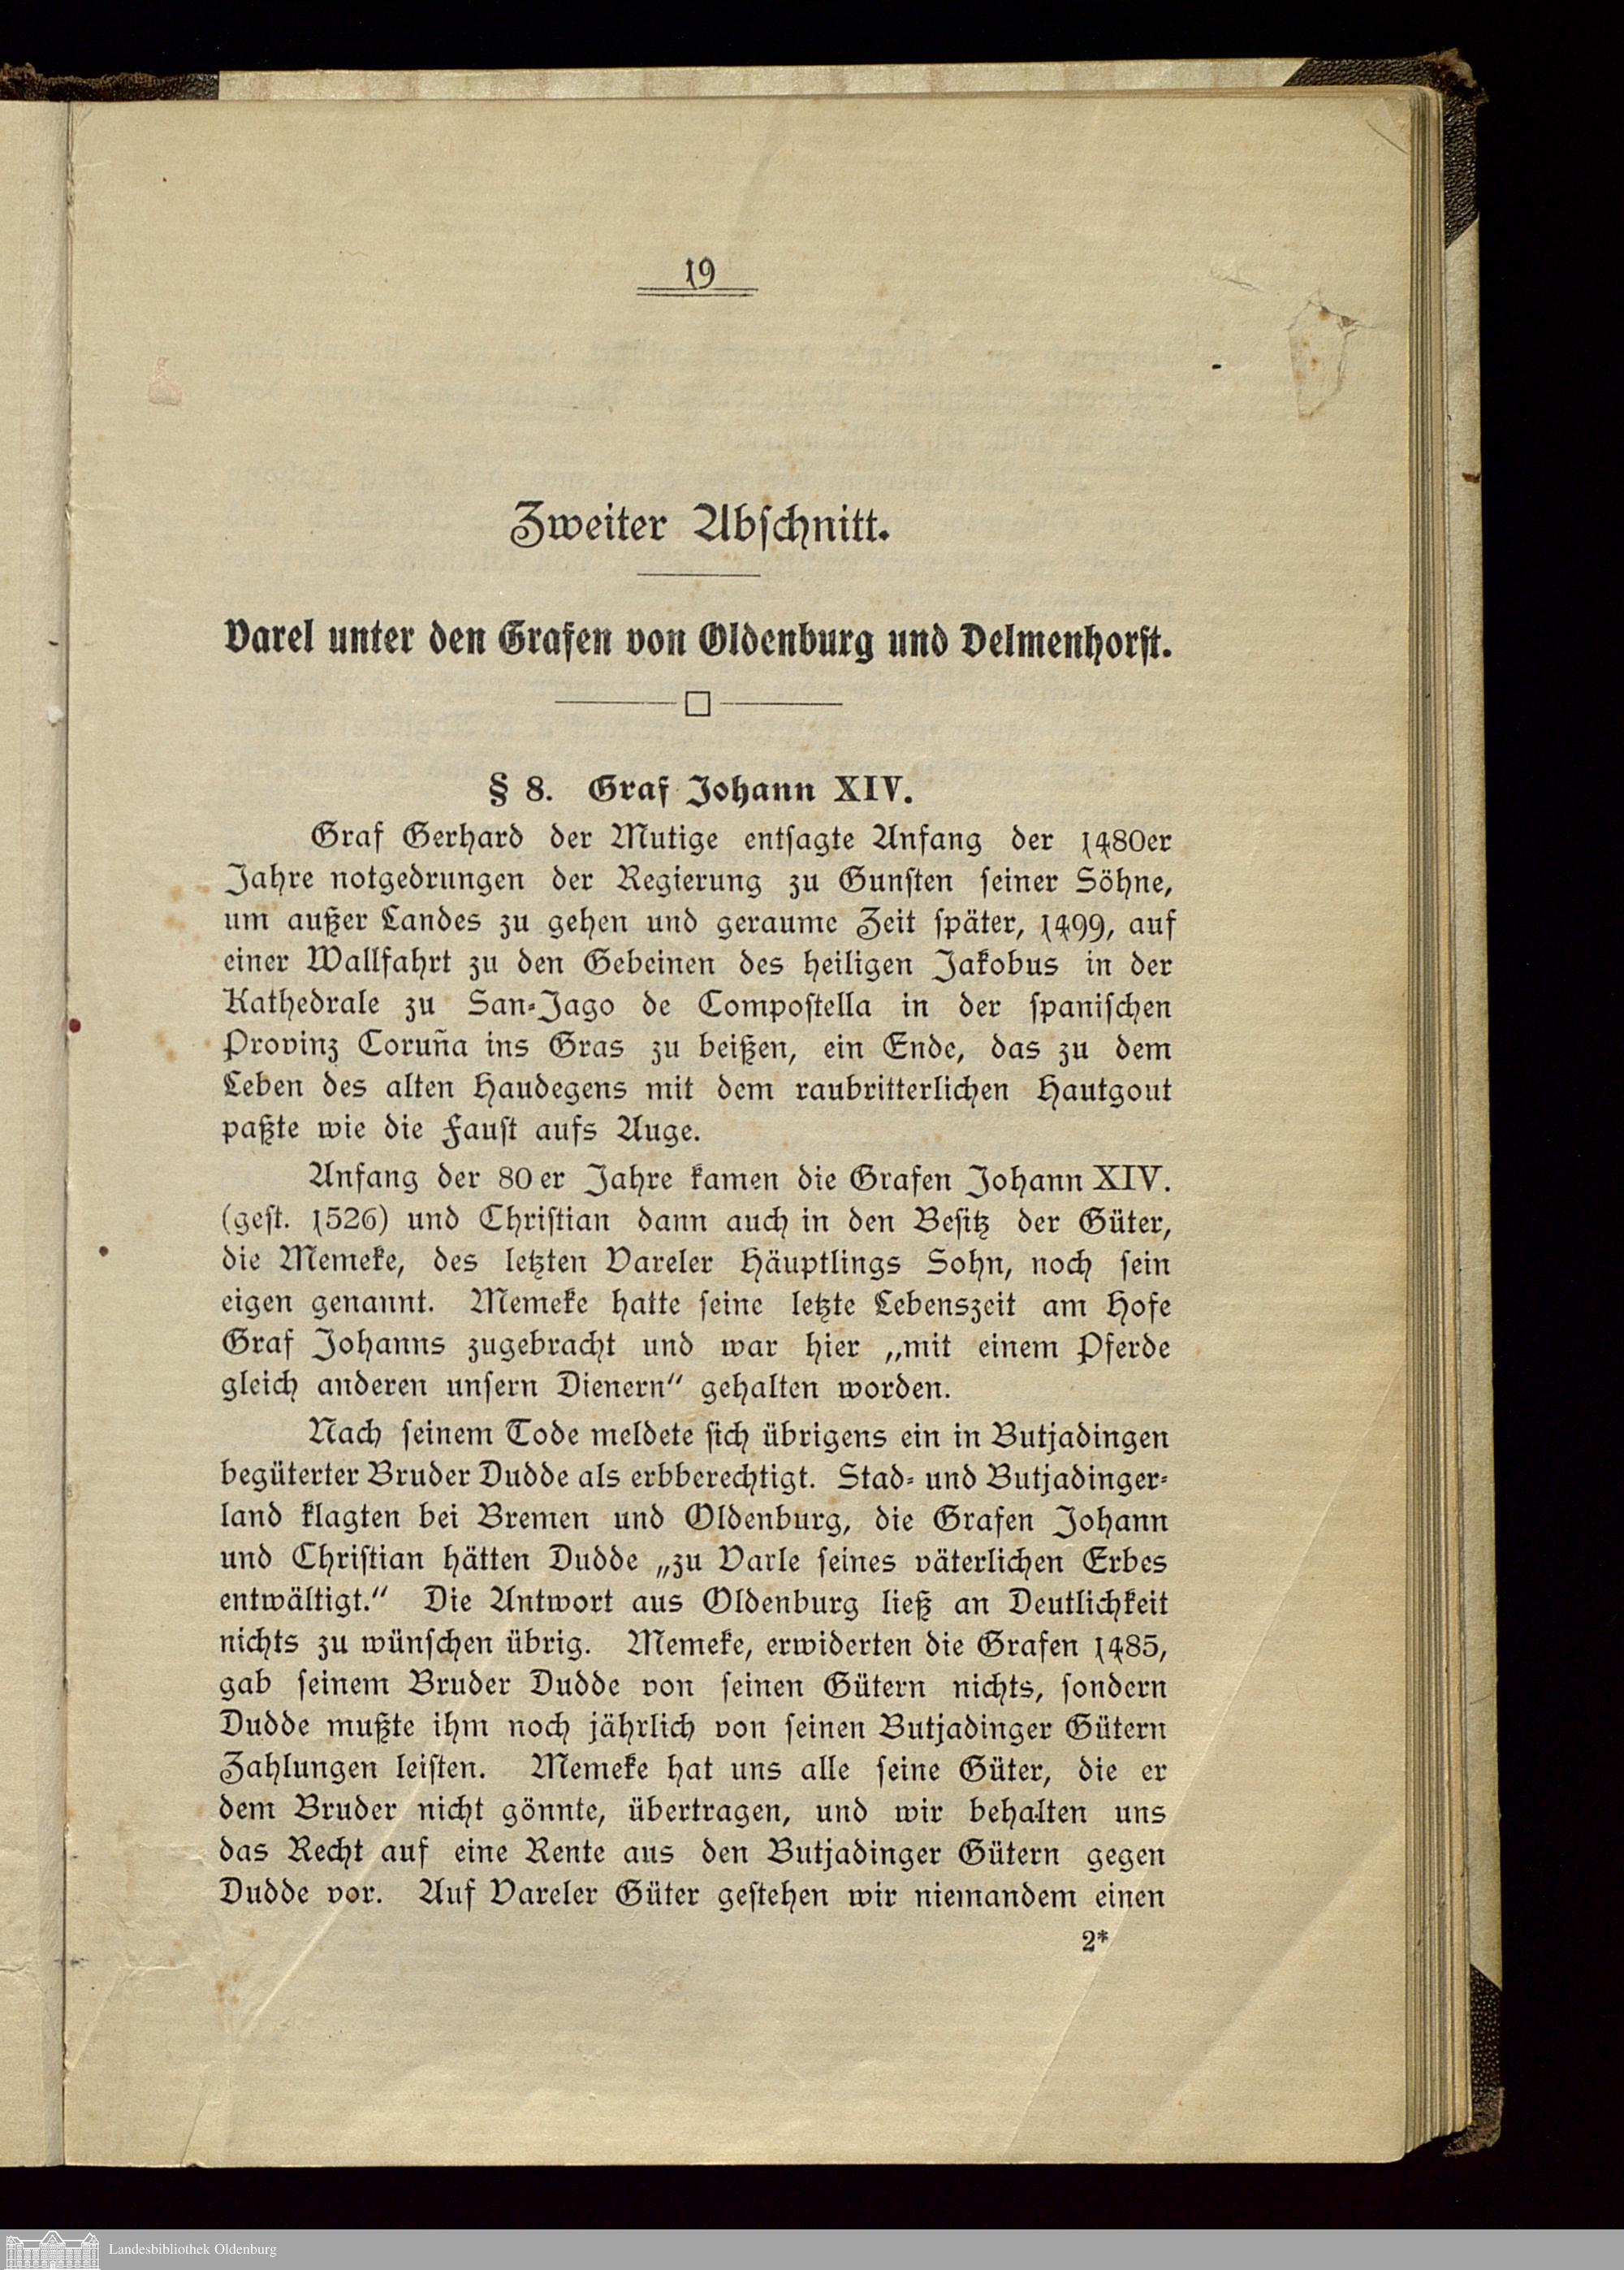 19
Zweiter Abschnitt.
Varel unter den Grafen von Oldenburg und Delmenhorst.
§ 8. Graf Johann XIV.
Graf Gerhard der Mutige entsagte Anfang der 1480er
Jahre notgedrungen der Regierung zu Gunsten seiner Söhne,
um außer Landes zu gehen und geraume Zeit später, 1499, auf
einer Wallfahrt zu den Gebeinen des heiligen Jakobus in der
Kathedrale zu San-Jago de Compostella in der spanischen
Provinz Coruña ins Gras zu beißen, ein Ende, das zu dem
Leben des alten Haudegens mit dem raubritterlichen Hautgout
paßte wie die Faust aufs Auge.
Anfang der 80er Jahre kamen die Grafen Johann XIV.
(gest. 1526) und Christian dann auch in den Besitz der Güter,
die Memeke, des letzten Vareler Häuptlings Sohn, noch sein
eigen genannt. Memeke hatte seine letzte Lebenszeit am Hofe
Graf Johanns zugebracht und war hier „mit einem Pferde
gleich anderen unsern Dienern“ gehalten worden.
Nach seinem Tode meldete sich übrigens ein in Butjadingen
begüterter Bruder Dudde als erbberechtigt. Stad- und Butjadinger-
land klagten bei Bremen und Oldenburg, die Grafen Johann
und Christian hätten Dudde „zu Varle seines väterlichen Erbes
entwältigt.“ Die Antwort aus Oldenburg ließ an Deutlichkeit
nichts zu wünschen übrig. Memeke, erwiderten die Grafen 1485,
gab seinem Bruder Dudde von seinen Gütern nichts, sondern
Dudde mußte ihm noch jährlich von seinen Butjadinger Gütern
Zahlungen leisten. Memeke hat uns alle seine Güter, die er
dem Bruder nicht gönnte, übertragen, und wir behalten uns
das Recht auf eine Rente aus den Butjadinger Gütern gegen
Dudde vor. Auf Vareler Güter gestehen wir niemandem einen
2*
Landesbibliothek Oldenburg